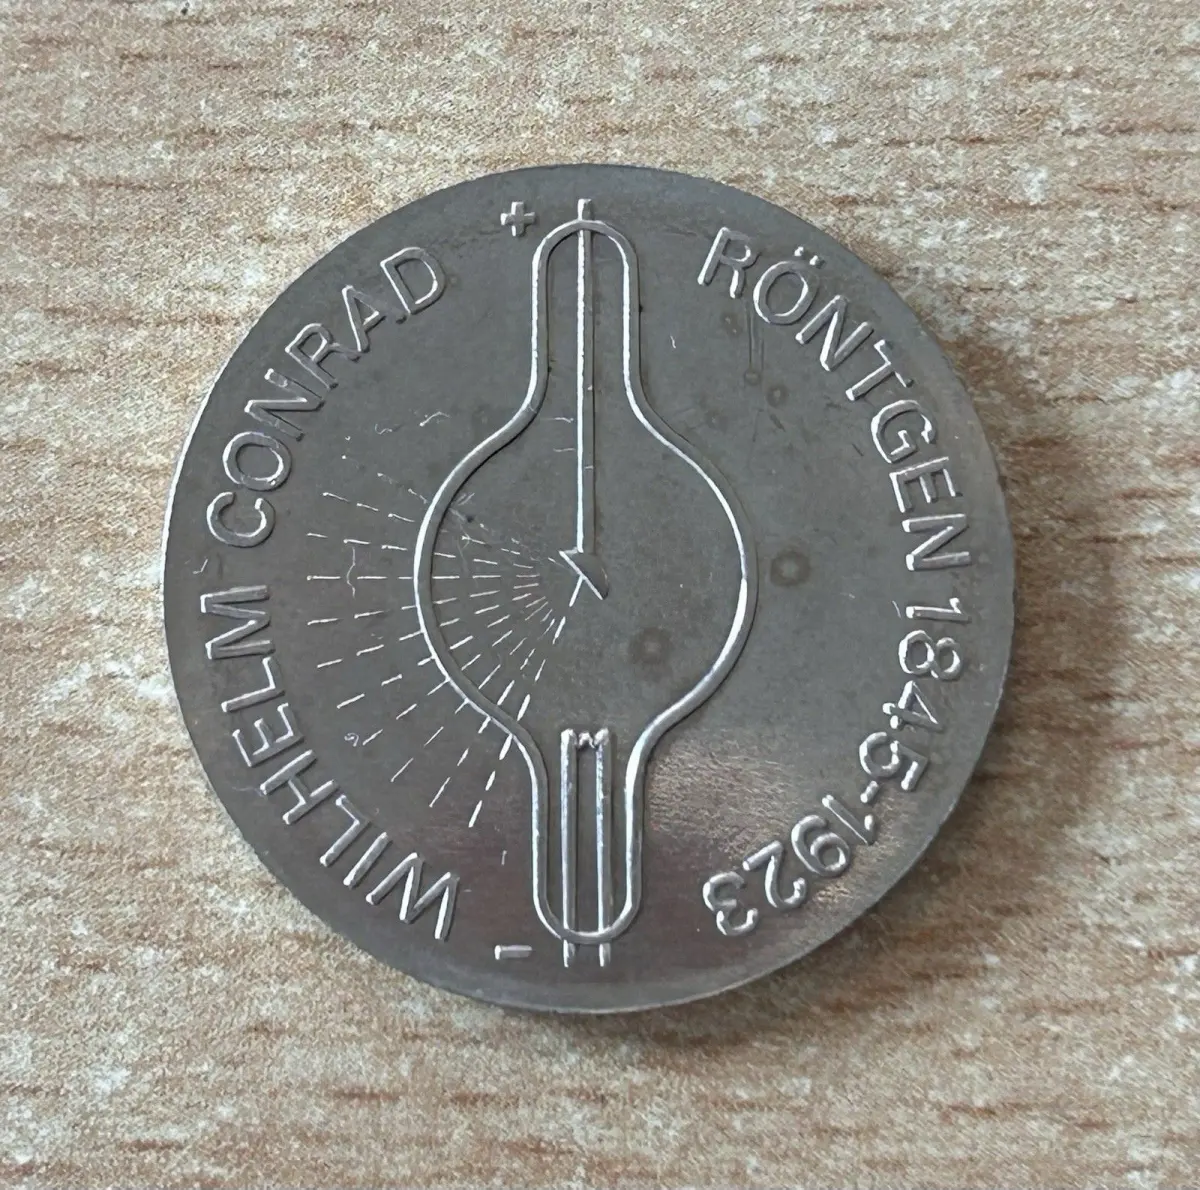 WILHELM CONRAD RÖNTGEN 1845-1923
+
-